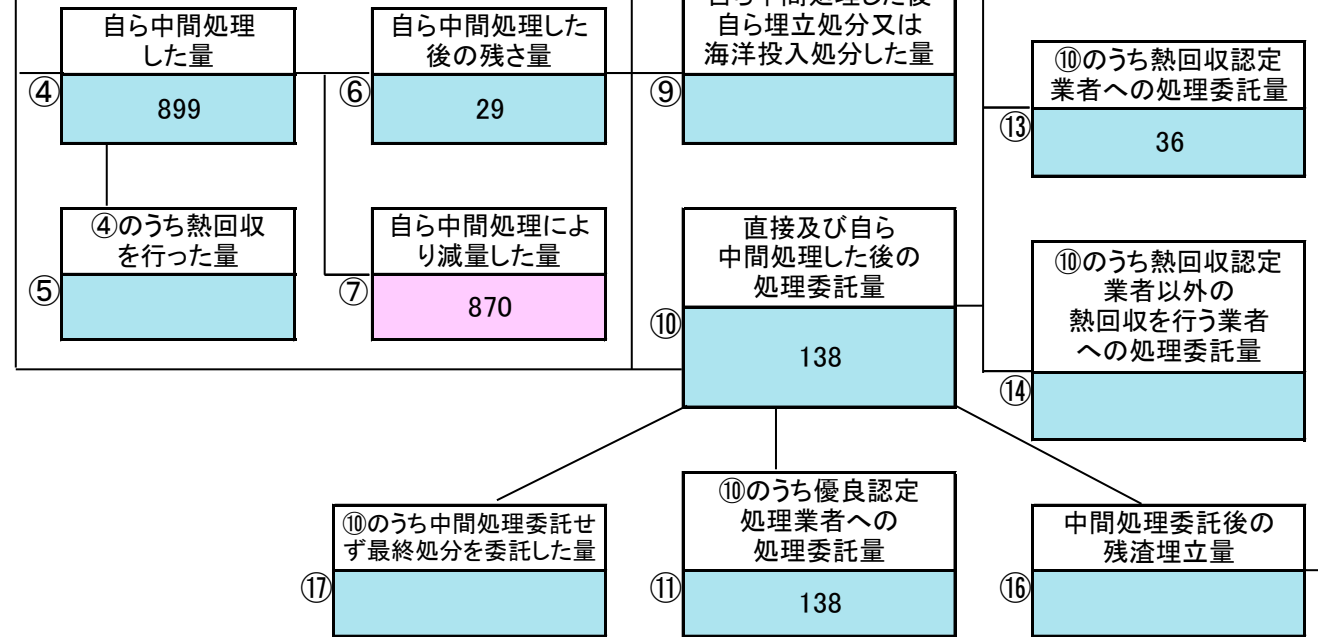 自ら中間処理
した量
④
899
自ら中間処理した
後の残さ量
⑥
29
自ら中間処理した後
自ら埋立処分又は
海洋投入処分した量
⑨
⑩のうち熱回収認定
業者への処理委託量
⑬
36
④のうち熱回収
を行った量
⑤
自ら中間処理によ
り減量した量
⑦
870
直接及び自ら
中間処理した後の
処理委託量
⑩
138
⑩のうち熱回収認定
業者以外の
熱回収を行う業者
への処理委託量
⑭
⑩のうち中間処理委託せ
ず最終処分を委託した量
⑰
⑩のうち優良認定
処理業者への
処理委託量
⑪
138
中間処理委託後の
残渣埋立量
⑯